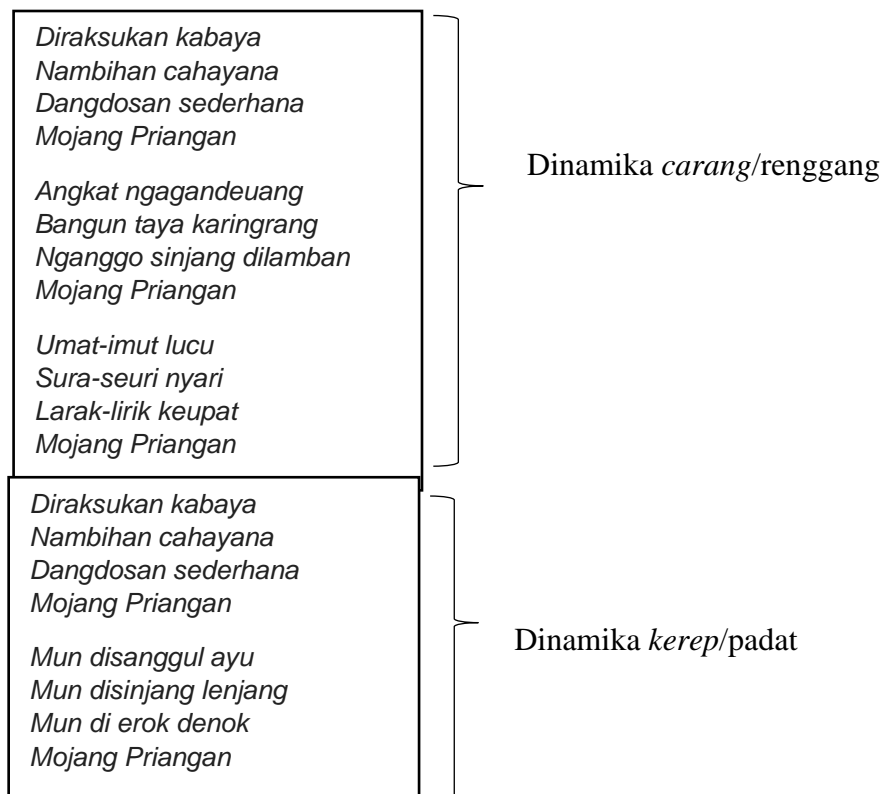 Diraksukan kabaya
Nambihan cahayana
Dangdosan sederhana
Mojang Priangan
Angkat ngagandeuang
Bangun taya karingrang
Nganggo sinjang dilamban
Mojang Priangan
Umat-imut lucu
Sura-seuri nyari
Larak-lirik keupat
Mojang Priangan
Dinamika carang/renggang
Diraksukan kabaya
Nambihan cahayana
Dangdosan sederhana
Mojang Priangan
Mun disanggul ayu
Mun disinjang lenjang
Mun di erok denok
Mojang Priangan
Dinamika kerep/padat